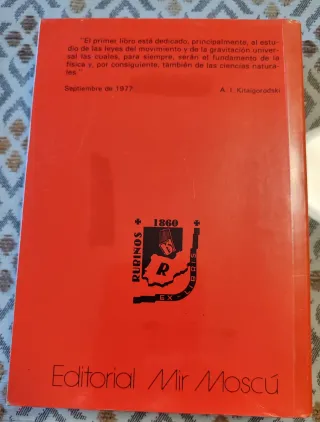 "El primer libro está dedicado, principalmente, al estu-
dio de las leyes del movimiento y de la gravitación univer-
sal las cuales, para siempre, serán el fundamento de la
física y, por consiguiente, también de las ciencias natura-
les."
Septiembre de 1977
A. I. Kitaigorodski
1860
RURIÑOS
R
EX-LIBRIS
Editorial Mir Moscú